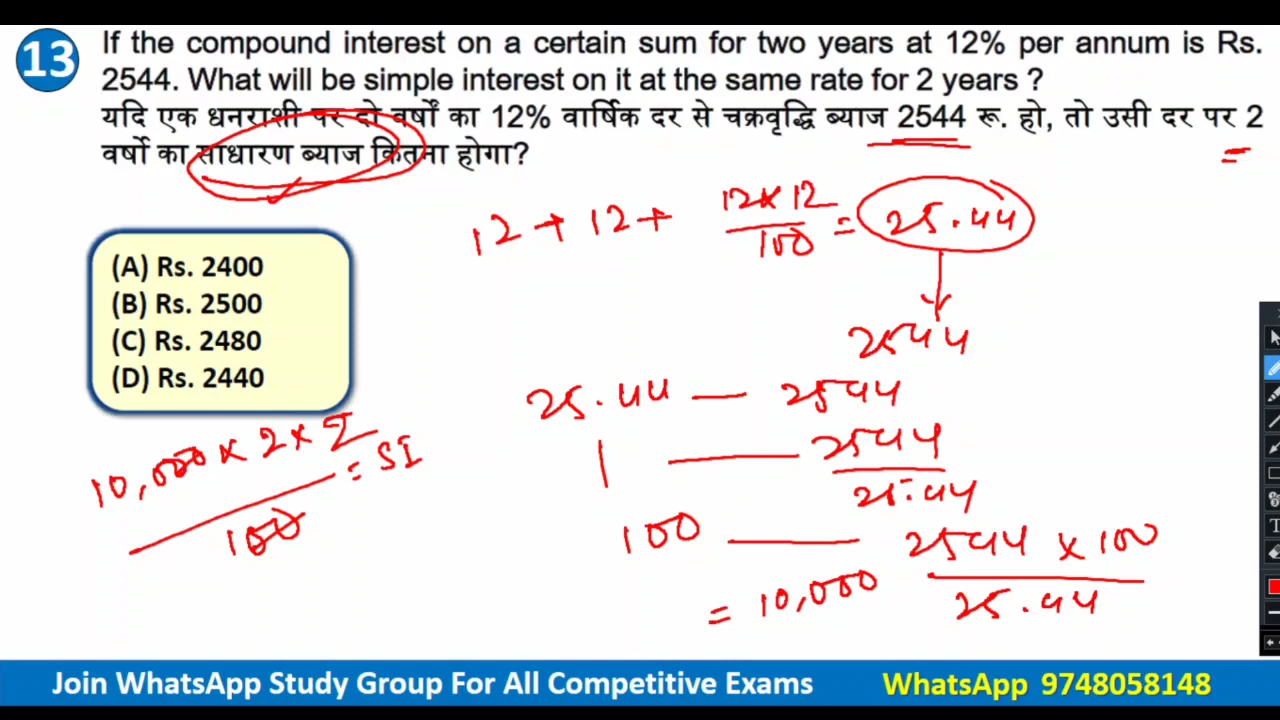 13
If the compound interest on a certain sum for two years at 12% per annum is Rs.
2544. What will be simple interest on it at the same rate for 2 years ?
यदि एक धनराशी पर दो वर्षों का 12% वार्षिक दर से चक्रवृद्धि ब्याज 2544 रू. हो, तो उसी दर पर 2
वर्षो का साधारण ब्याज कितना होगा?
12 + 12 + 12 × 12 / 100 = 25.44
2544
(A) Rs. 2400
(B) Rs. 2500
(C) Rs. 2480
(D) Rs. 2440
25.44 — 2544
1 — 2544 / 25.44
100 — 2544 × 100 / 25.44
= 10,000
10,000 × 2 × 2 / 100 = SI
Join WhatsApp Study Group For All Competitive Exams
WhatsApp 9748058148